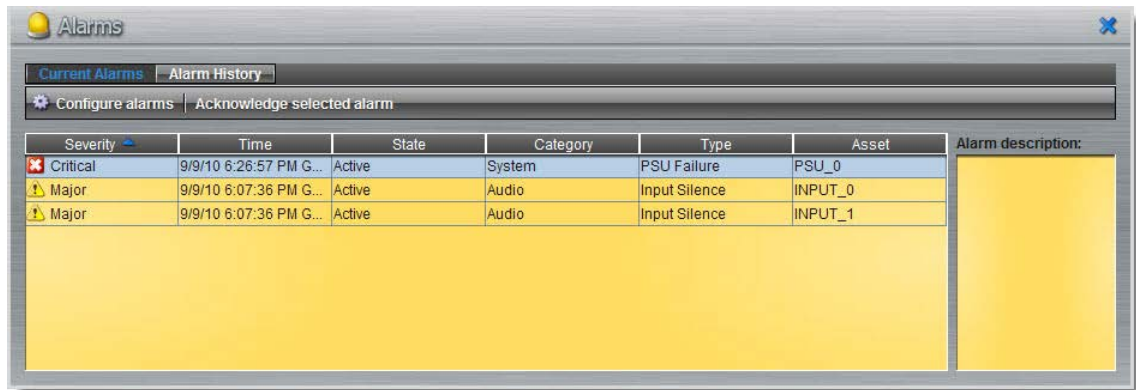 Alarms
Current Alarms Alarm History
Configure alarms Acknowledge selected alarm
Severity Time State Category Type Asset Alarm description:
Critical 9/9/10 6:26:57 PM G... Active System PSU Failure PSU_0
Major 9/9/10 6:07:36 PM G... Active Audio Input Silence INPUT_0
Major 9/9/10 6:07:36 PM G... Active Audio Input Silence INPUT_1